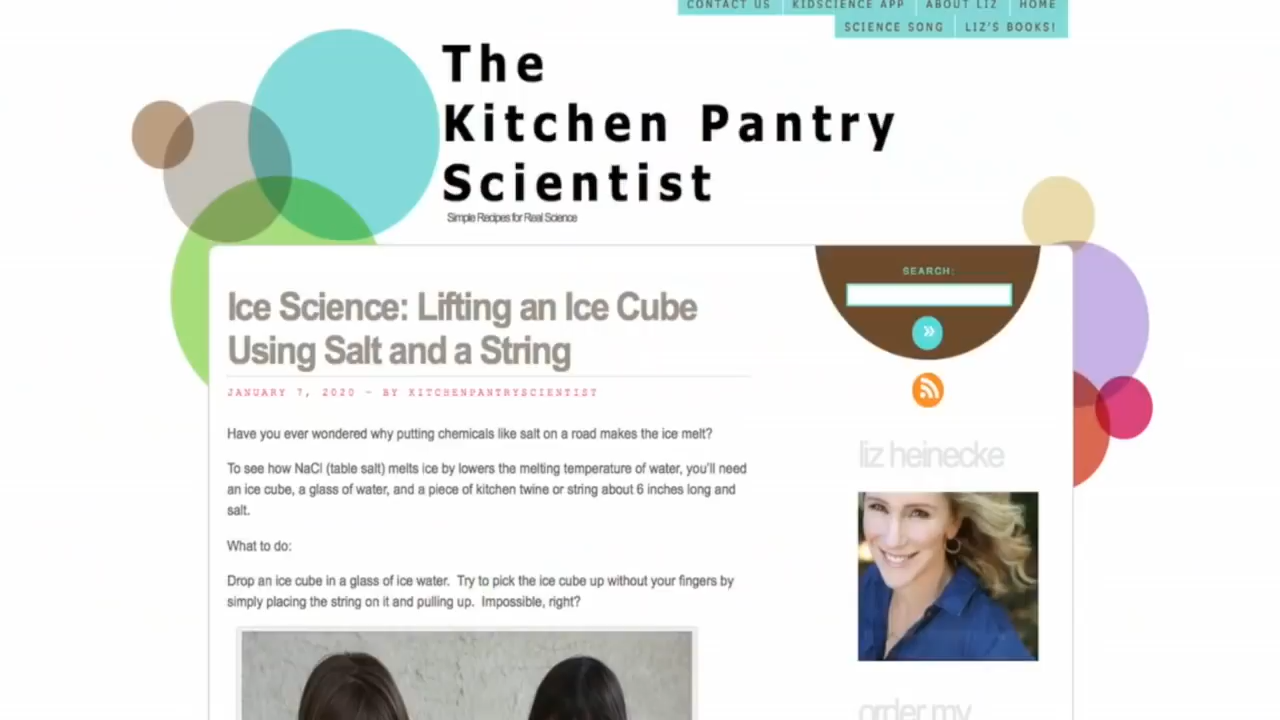 CONTACT US
KIDSCIENCE APP
ABOUT LIZ
HOME
SCIENCE SONG
LIZ'S BOOKS!
The
Kitchen Pantry
Scientist
Simple Recipes for Real Science
SEARCH:
»
Ice Science: Lifting an Ice Cube
Using Salt and a String
JANUARY 7, 2020 – BY KITCHENPANTRYSCIENTIST
Have you ever wondered why putting chemicals like salt on a road makes the ice melt?
To see how NaCl (table salt) melts ice by lowers the melting temperature of water, you'll need
an ice cube, a glass of water, and a piece of kitchen twine or string about 6 inches long and
salt.
What to do:
Drop an ice cube in a glass of ice water. Try to pick the ice cube up without your fingers by
simply placing the string on it and pulling up. Impossible, right?
liz heinecke
order my